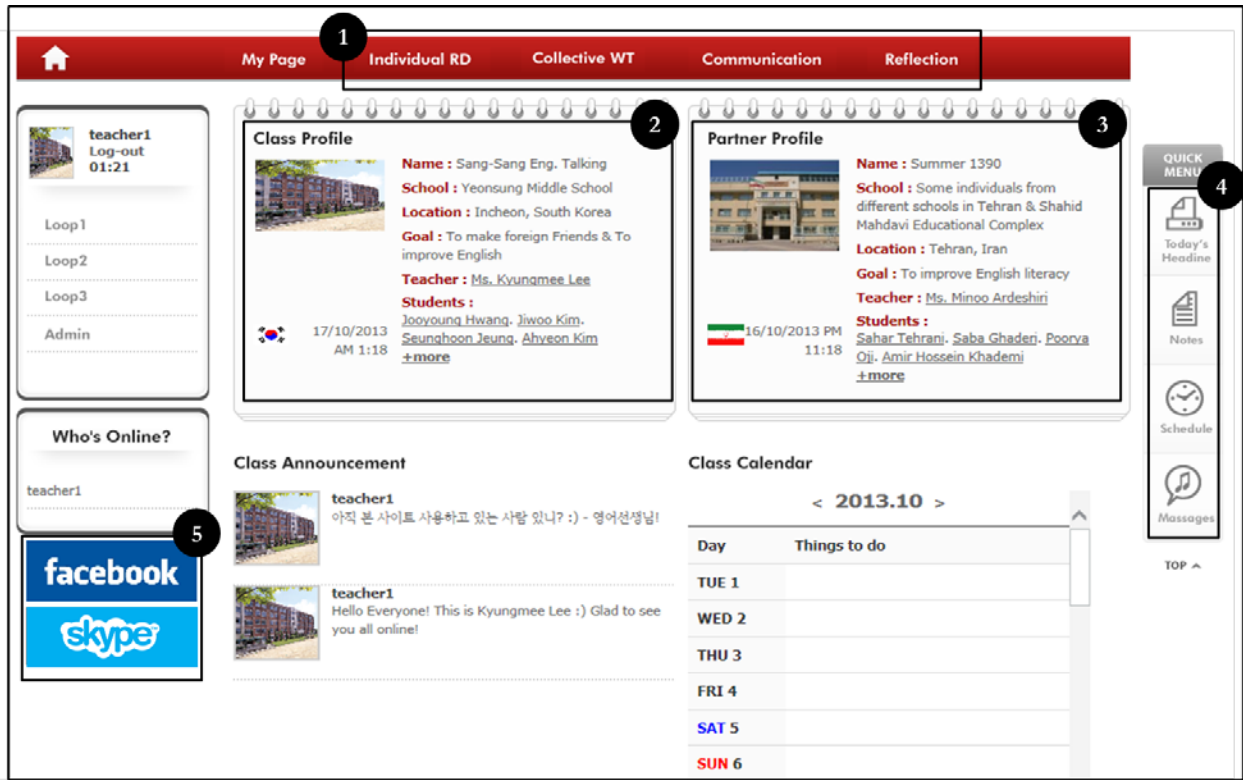 1
My Page Individual RD Collective WT Communication Reflection
teacher1
Log-out
01:21
Loop1
Loop2
Loop3
Admin
Who's Online?
teacher1
5
facebook
skype
2
Class Profile
Name : Sang-Sang Eng. Talking
School : Yeonsung Middle School
Location : Incheon, South Korea
Goal : To make foreign Friends & To
improve English
Teacher : Ms. Kyungmee Lee
Students :
Jooyoung Hwang. Jiwoo Kim.
Seunghoon Jeung. Ahyeon Kim
+more
17/10/2013
AM 1:18
3
Partner Profile
Name : Summer 1390
School : Some individuals from
different schools in Tehran & Shahid
Mahdavi Educational Complex
Location : Tehran, Iran
Goal : To improve English literacy
Teacher : Ms. Minoo Ardeshiri
Students :
Sahar Tehrani. Saba Ghaderi. Poorya
Oji. Amir Hossein Khademi
+more
16/10/2013 PM
11:18
Class Announcement
teacher1
아직 본 사이트 사용하고 있는 사람 있니? :) - 영어선생님!
teacher1
Hello Everyone! This is Kyungmee Lee :) Glad to see
you all online!
Class Calendar
< 2013.10 >
Day Things to do
TUE 1
WED 2
THU 3
FRI 4
SAT 5
SUN 6
QUICK
MENU
4
Today's
Headine
Notes
Schedule
Massages
TOP